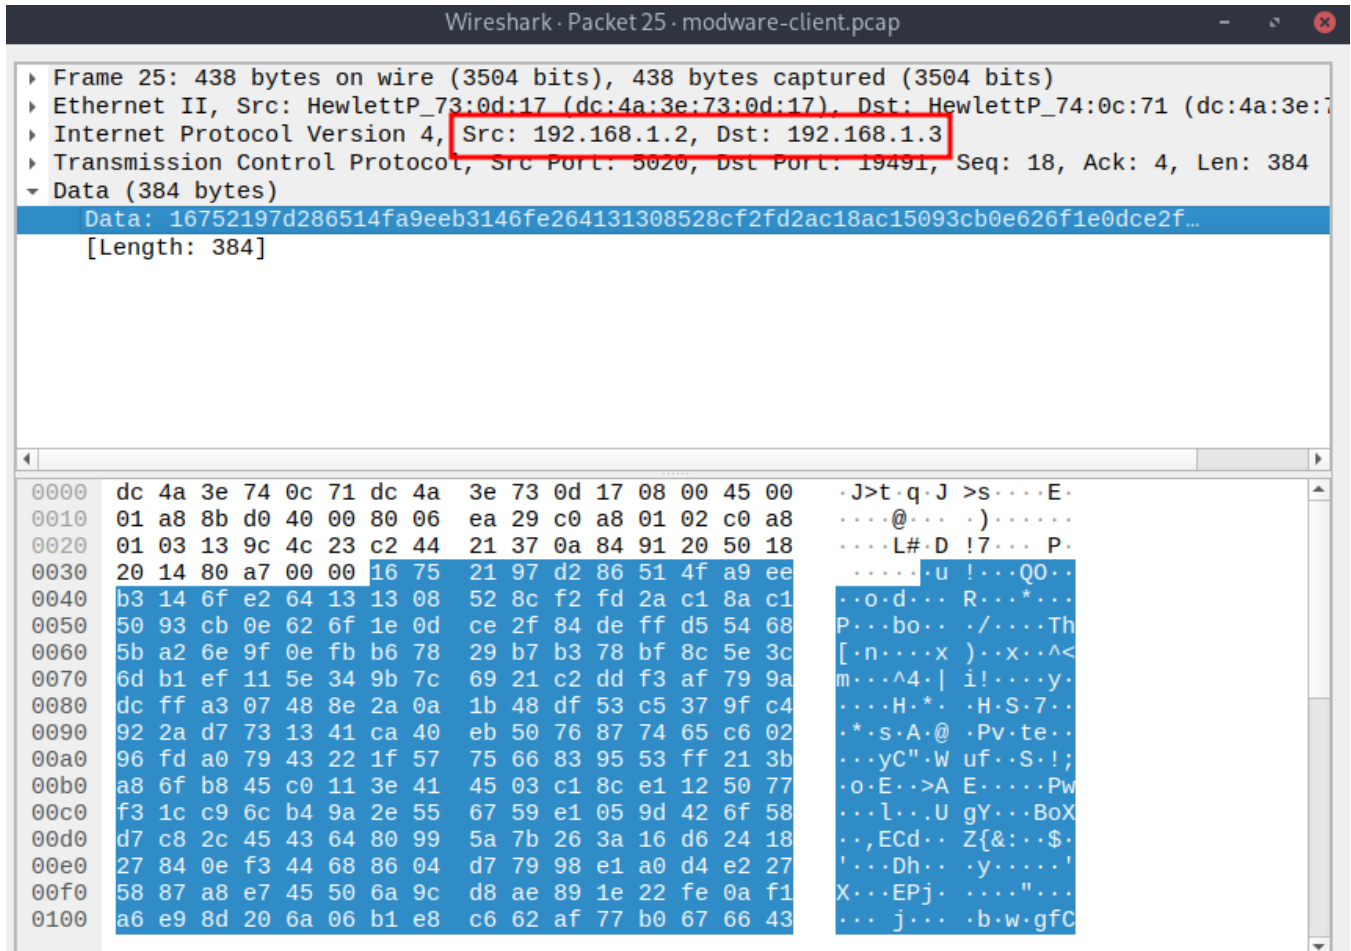 Wireshark · Packet 25 · modware-client.pcap
Frame 25: 438 bytes on wire (3504 bits), 438 bytes captured (3504 bits)
Ethernet II, Src: HewlettP_73:0d:17 (dc:4a:3e:73:0d:17), Dst: HewlettP_74:0c:71 (dc:4a:3e:7
Internet Protocol Version 4, Src: 192.168.1.2, Dst: 192.168.1.3
Transmission Control Protocol, Src Port: 5020, Dst Port: 19491, Seq: 18, Ack: 4, Len: 384
Data (384 bytes)
Data: 16752197d286514fa9eeb3146fe264131308528cf2fd2ac18ac15093cb0e626f1e0dce2f…
[Length: 384]
0000 dc 4a 3e 74 0c 71 dc 4a 3e 73 0d 17 08 00 45 00 ·J>t·q·J >s····E·
0010 01 a8 8b d0 40 00 80 06 ea 29 c0 a8 01 02 c0 a8 ····@··· ·)······
0020 01 03 13 9c 4c 23 c2 44 21 37 0a 84 91 20 50 18 ····L#·D !7··· P·
0030 20 14 80 a7 00 00 16 75 21 97 d2 86 51 4f a9 ee ······u !···QO··
0040 b3 14 6f e2 64 13 13 08 52 8c f2 fd 2a c1 8a c1 ··o·d··· R···*···
0050 50 93 cb 0e 62 6f 1e 0d ce 2f 84 de ff d5 54 68 P···bo·· ·/····Th
0060 5b a2 6e 9f 0e fb b6 78 29 b7 b3 78 bf 8c 5e 3c [·n····x )··x··^<
0070 6d b1 ef 11 5e 34 9b 7c 69 21 c2 dd f3 af 79 9a m···^4·| i!····y·
0080 dc ff a3 07 48 8e 2a 0a 1b 48 df 53 c5 37 9f c4 ····H·*· ·H·S·7··
0090 92 2a d7 73 13 41 ca 40 eb 50 76 87 74 65 c6 02 ·*·s·A·@ ·Pv·te··
00a0 96 fd a0 79 43 22 1f 57 75 66 83 95 53 ff 21 3b ···yC"·W uf··S·!;
00b0 a8 6f b8 45 c0 11 3e 41 45 03 c1 8c e1 12 50 77 ·o·E··>A E·····Pw
00c0 f3 1c c9 6c b4 9a 2e 55 67 59 e1 05 9d 42 6f 58 ···l··.U gY···BoX
00d0 d7 c8 2c 45 43 64 80 99 5a 7b 26 3a 16 d6 24 18 ··,ECd·· Z{&:··$·
00e0 27 84 0e f3 44 68 86 04 d7 79 98 e1 a0 d4 e2 27 '···Dh·· ·y·····'
00f0 58 87 a8 e7 45 50 6a 9c d8 ae 89 1e 22 fe 0a f1 X···EPj· ····"···
0100 a6 e9 8d 20 6a 06 b1 e8 c6 62 af 77 b0 67 66 43 ··· j··· ·b·w·gfC